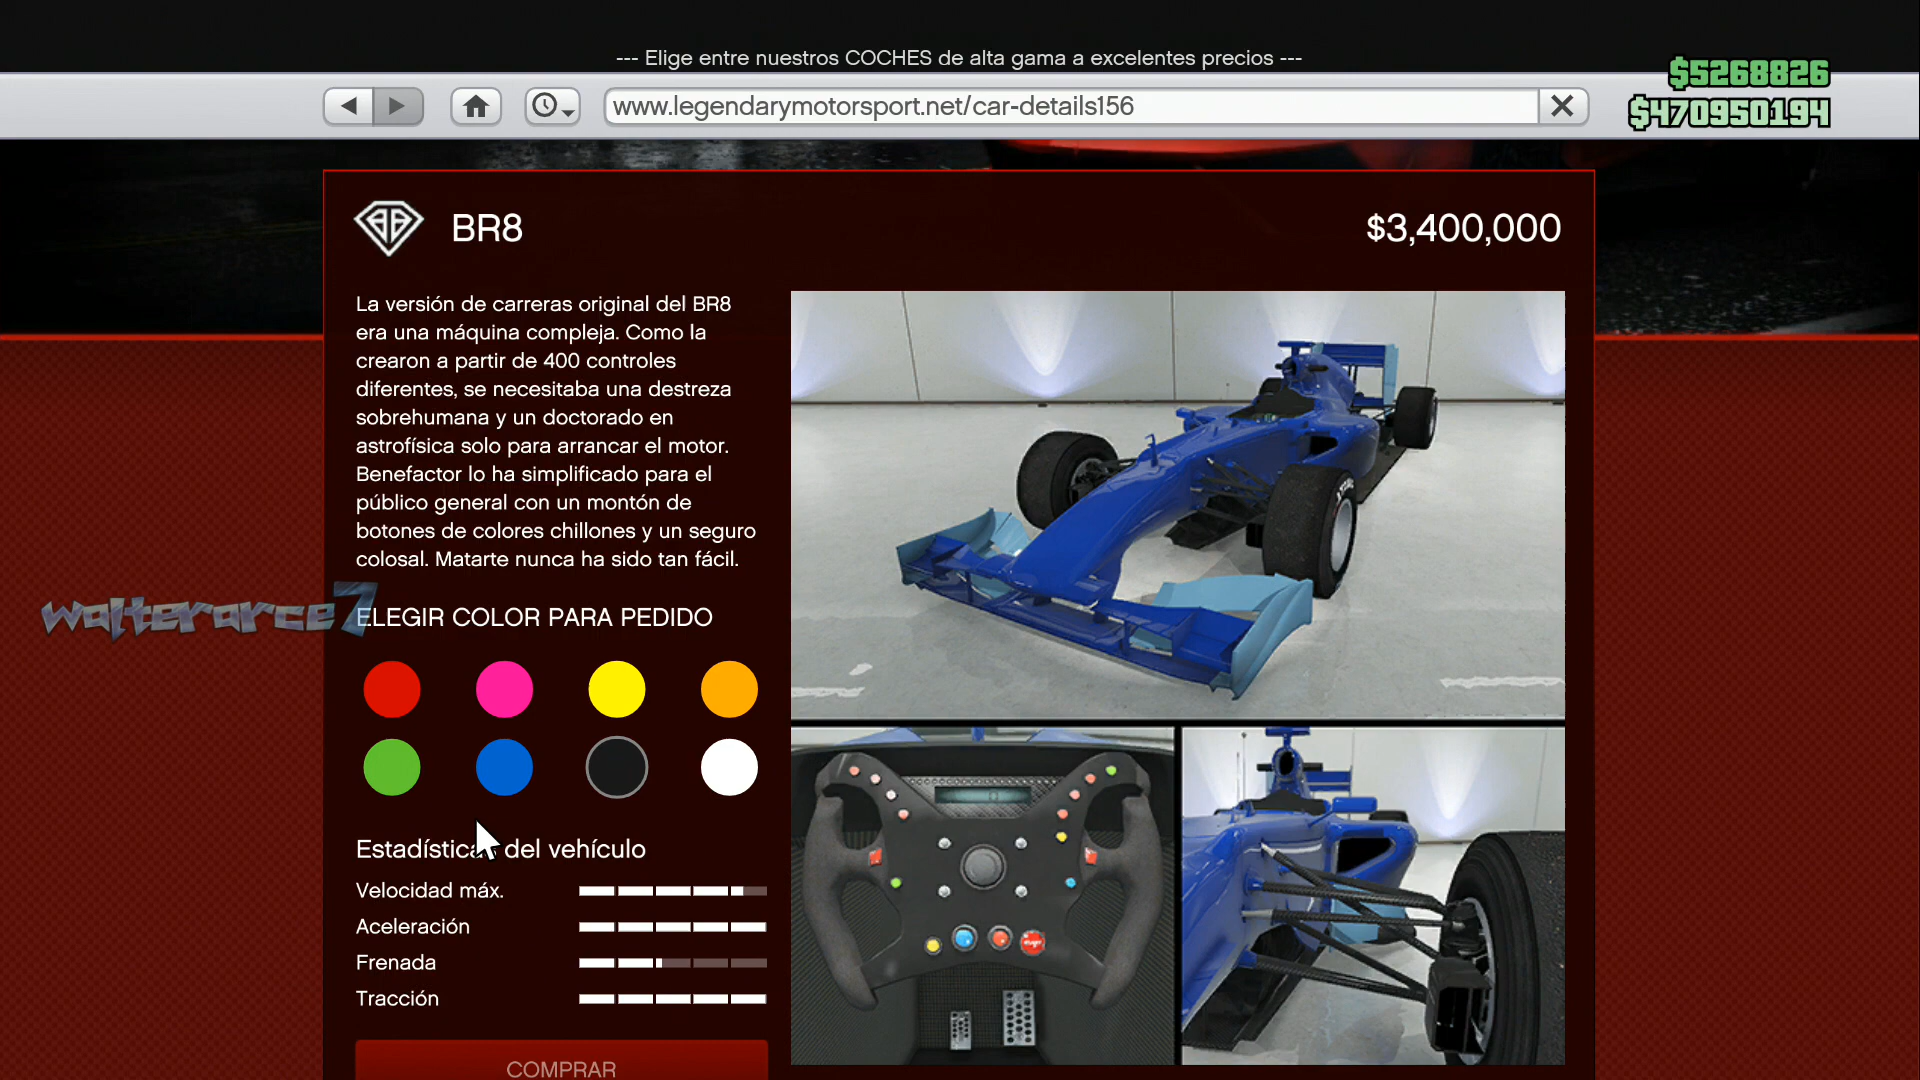 --- Elige entre nuestros COCHES de alta gama a excelentes precios ---
$5268826
www.legendarymotorsport.net/car-details156
$470950194
BR8
$3,400,000
La versión de carreras original del BR8
era una máquina compleja. Como la
crearon a partir de 400 controles
diferentes, se necesitaba una destreza
sobrehumana y un doctorado en
astrofísica solo para arrancar el motor.
Benefactor lo ha simplificado para el
público general con un montón de
botones de colores chillones y un seguro
colosal. Matarte nunca ha sido tan fácil.
walterarce7
ELEGIR COLOR PARA PEDIDO
Estadísticas del vehículo
Velocidad máx.
Aceleración
Frenada
Tracción
COMPRAR